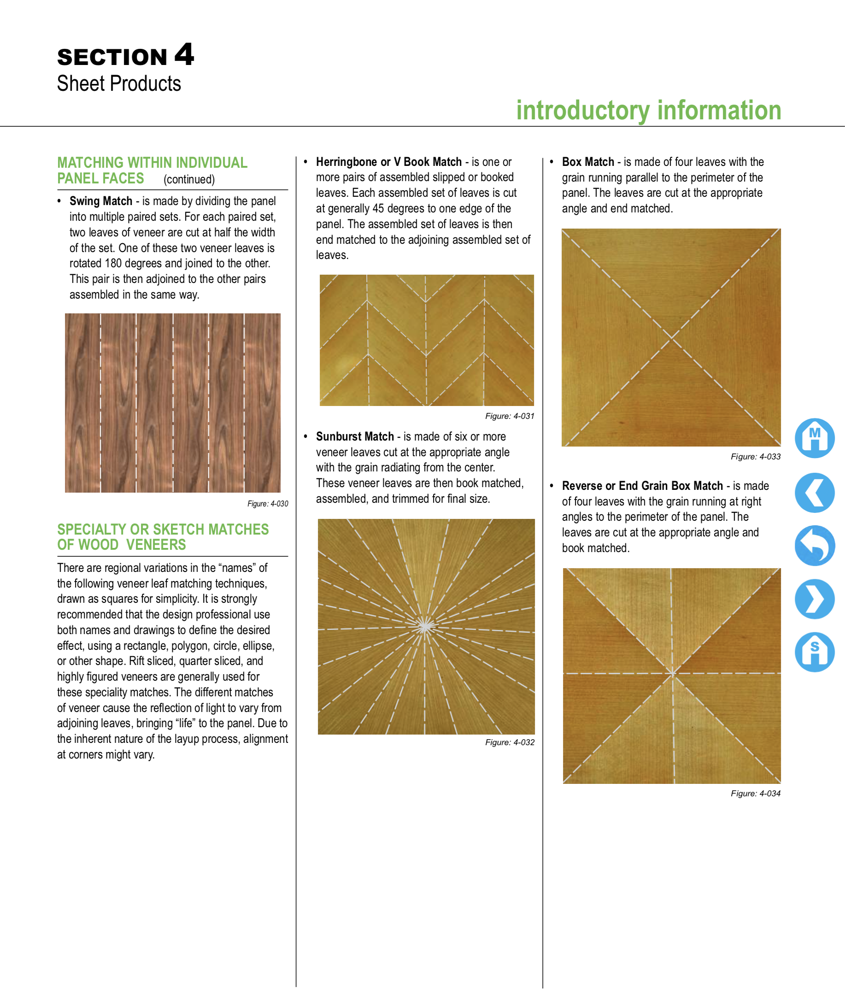 SECTION 4
Sheet Products
introductory information
MATCHING WITHIN INDIVIDUAL
PANEL FACES (continued)
• Swing Match - is made by dividing the panel
into multiple paired sets. For each paired set,
two leaves of veneer are cut at half the width
of the set. One of these two veneer leaves is
rotated 180 degrees and joined to the other.
This pair is then adjoined to the other pairs
assembled in the same way.
Figure: 4-030
SPECIALTY OR SKETCH MATCHES
OF WOOD VENEERS
There are regional variations in the “names” of
the following veneer leaf matching techniques,
drawn as squares for simplicity. It is strongly
recommended that the design professional use
both names and drawings to define the desired
effect, using a rectangle, polygon, circle, ellipse,
or other shape. Rift sliced, quarter sliced, and
highly figured veneers are generally used for
these speciality matches. The different matches
of veneer cause the reflection of light to vary from
adjoining leaves, bringing “life” to the panel. Due to
the inherent nature of the layup process, alignment
at corners might vary.
• Herringbone or V Book Match - is one or
more pairs of assembled slipped or booked
leaves. Each assembled set of leaves is cut
at generally 45 degrees to one edge of the
panel. The assembled set of leaves is then
end matched to the adjoining assembled set of
leaves.
Figure: 4-031
• Sunburst Match - is made of six or more
veneer leaves cut at the appropriate angle
with the grain radiating from the center.
These veneer leaves are then book matched,
assembled, and trimmed for final size.
Figure: 4-032
• Box Match - is made of four leaves with the
grain running parallel to the perimeter of the
panel. The leaves are cut at the appropriate
angle and end matched.
Figure: 4-033
• Reverse or End Grain Box Match - is made
of four leaves with the grain running at right
angles to the perimeter of the panel. The
leaves are cut at the appropriate angle and
book matched.
Figure: 4-034
M
S